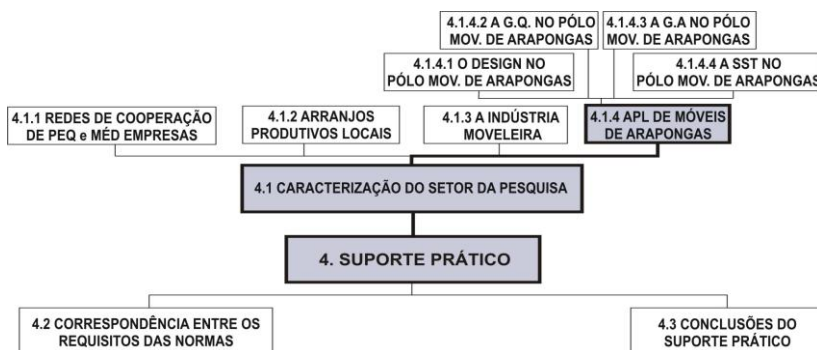 4.1.4.2 A G.Q. NO PÓLO
MOV. DE ARAPONGAS
4.1.4.3 A G.A NO PÓLO
MOV. DE ARAPONGAS
4.1.4.1 O DESIGN NO
PÓLO MOV. DE ARAPONGAS
4.1.4.4 A SST NO
PÓLO MOV. DE ARAPONGAS
4.1.1 REDES DE COOPERAÇÃO
DE PEQ e MÉD EMPRESAS
4.1.2 ARRANJOS
PRODUTIVOS LOCAIS
4.1.3 A INDÚSTRIA
MOVELEIRA
4.1.4 APL DE MÓVEIS
DE ARAPONGAS
4.1 CARACTERIZAÇÃO DO SETOR DA PESQUISA
4. SUPORTE PRÁTICO
4.2 CORRESPONDÊNCIA ENTRE OS
REQUISITOS DAS NORMAS
4.3 CONCLUSÕES DO
SUPORTE PRÁTICO